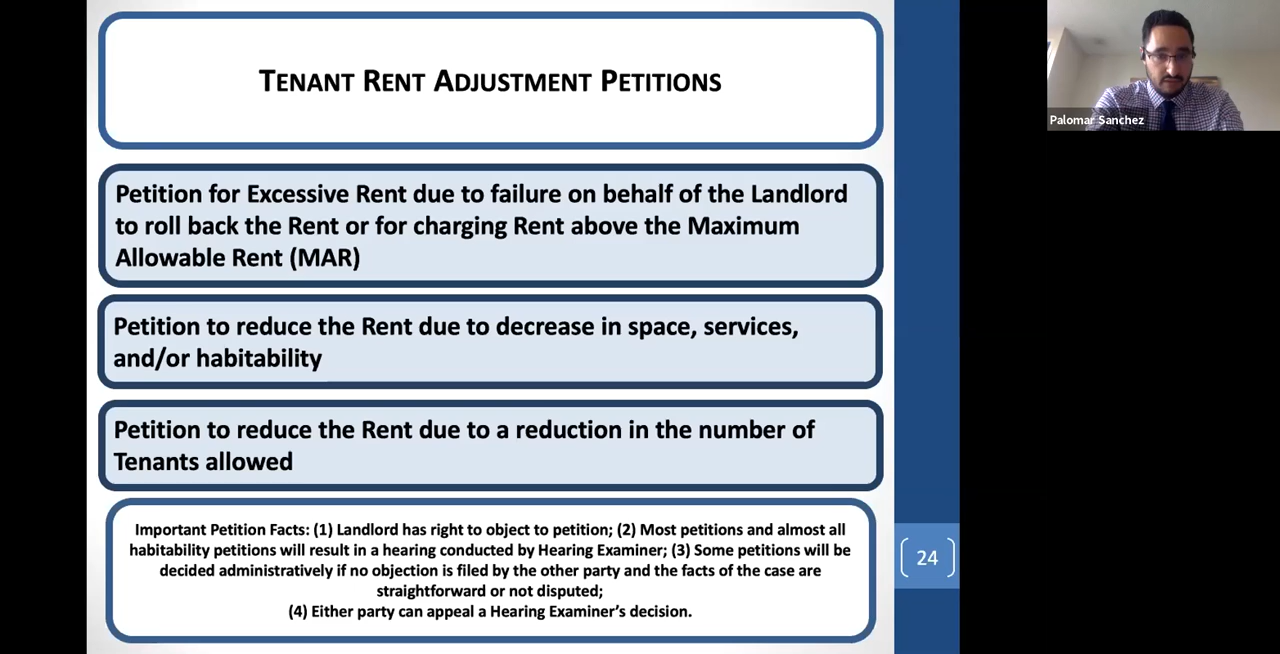 TENANT RENT ADJUSTMENT PETITIONS
Palomar Sanchez
Petition for Excessive Rent due to failure on behalf of the Landlord
to roll back the Rent or for charging Rent above the Maximum
Allowable Rent (MAR)
Petition to reduce the Rent due to decrease in space, services,
and/or habitability
Petition to reduce the Rent due to a reduction in the number of
Tenants allowed
Important Petition Facts: (1) Landlord has right to object to petition; (2) Most petitions and almost all
habitability petitions will result in a hearing conducted by Hearing Examiner; (3) Some petitions will be
decided administratively if no objection is filed by the other party and the facts of the case are
straightforward or not disputed;
(4) Either party can appeal a Hearing Examiner's decision.
24